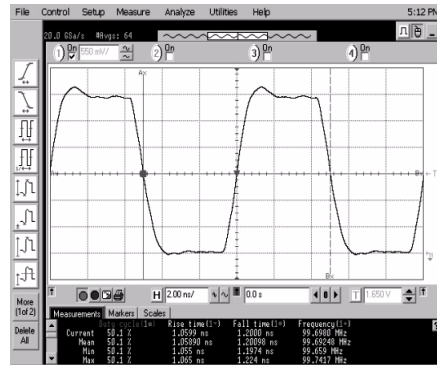 File Control Setup Measure Analyze Utilities Help 5:12 PM
20.0 GSa/s #Avgs: 64
1 On 550 mV/ 2 On 3 On 4 On
Ax
T
Bx
More
(1of 2)
Delete
All
H 2.00 ns/ 0.0 s T 1.650 V
Measurements Markers Scales
Duty cycle(1) Rise time(1) Fall time(1) Frequency(1)
Current 50.1 % 1.0599 ns 1.2000 ns 99.6980 MHz
Mean 50.1 % 1.05890 ns 1.20098 ns 99.69248 MHz
Min 50.1 % 1.055 ns 1.1974 ns 99.659 MHz
Max 50.1 % 1.065 ns 1.224 ns 99.7417 MHz